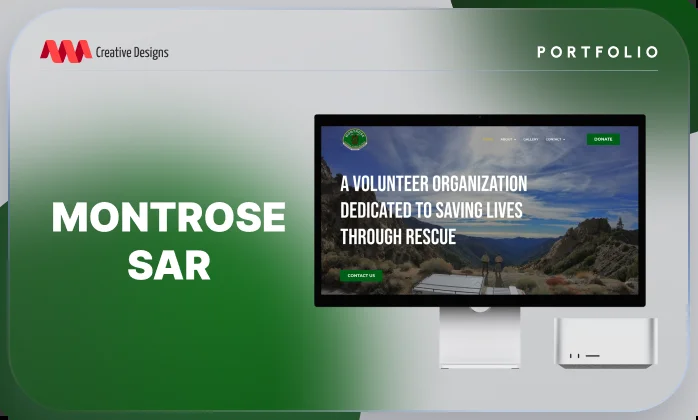 Creative Designs
PORTFOLIO
MONTROSE
SAR
ABOUT
GALLERY
CONTACT
DONATE
A VOLUNTEER ORGANIZATION
DEDICATED TO SAVING LIVES
THROUGH RESCUE
CONTACT US